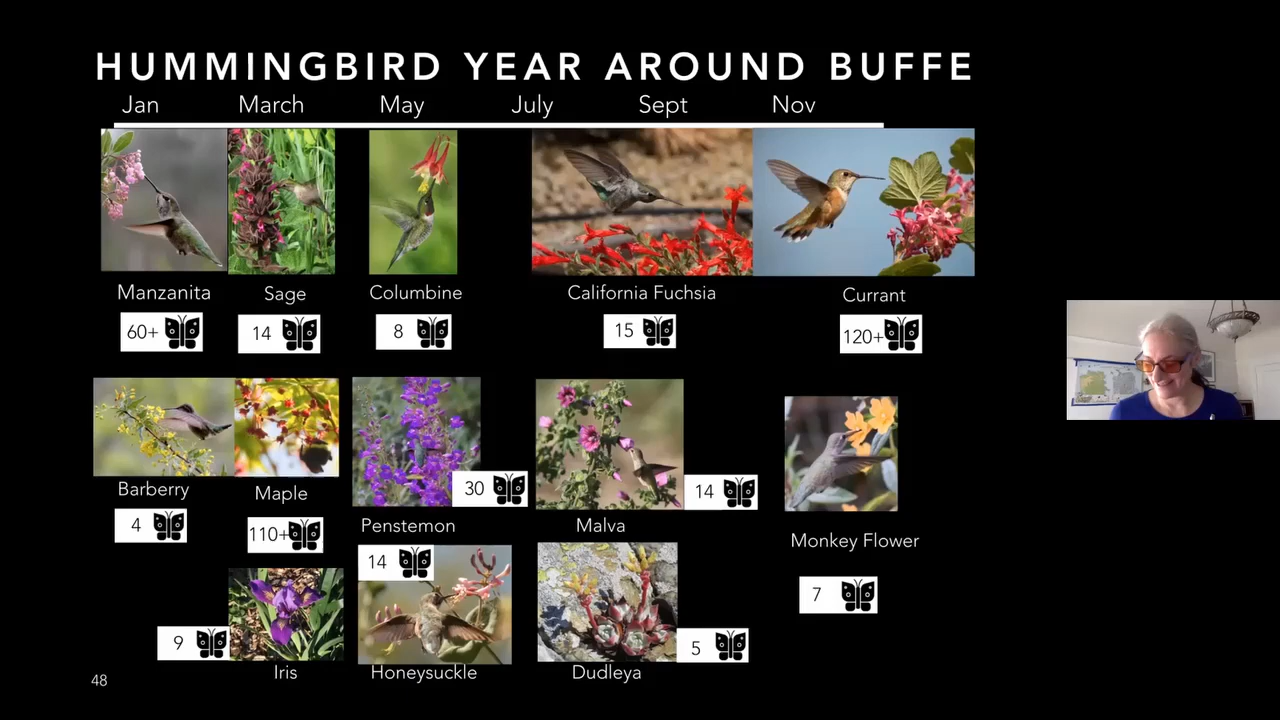 HUMMINGBIRD YEAR AROUND BUFFE
Jan March May July Sept Nov
Manzanita Sage Columbine California Fuchsia Currant
60+ 14 8 15 120+
30 14
Barberry Maple Penstemon Malva Monkey Flower
4 110+ 14 7
9 5
Iris Honeysuckle Dudleya
48